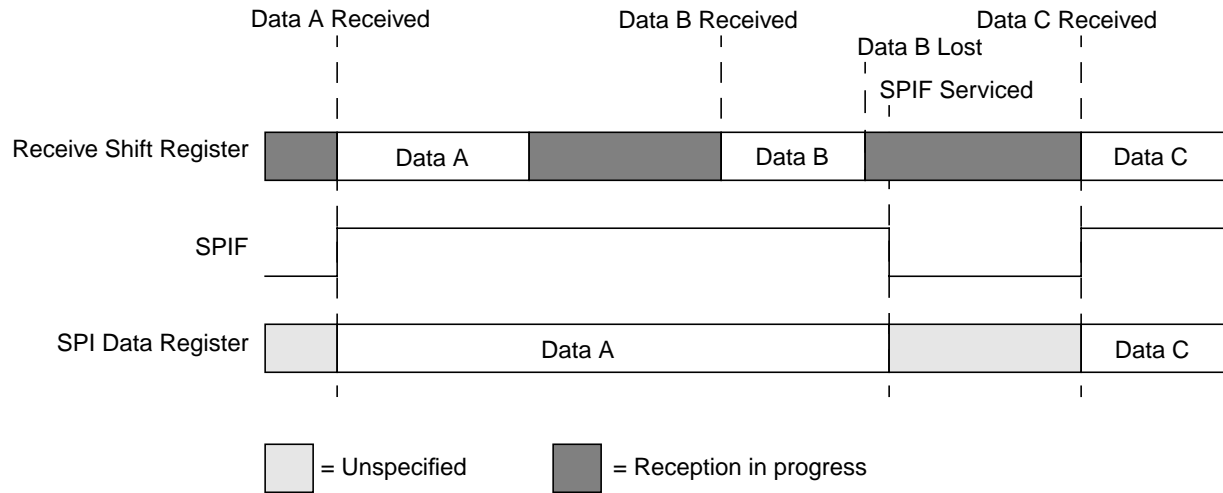 Data A Received
Data B Received
Data C Received
Data B Lost
SPIF Serviced
Receive Shift Register
Data A
Data B
Data C
SPIF
SPI Data Register
Data A
Data C
= Unspecified
= Reception in progress